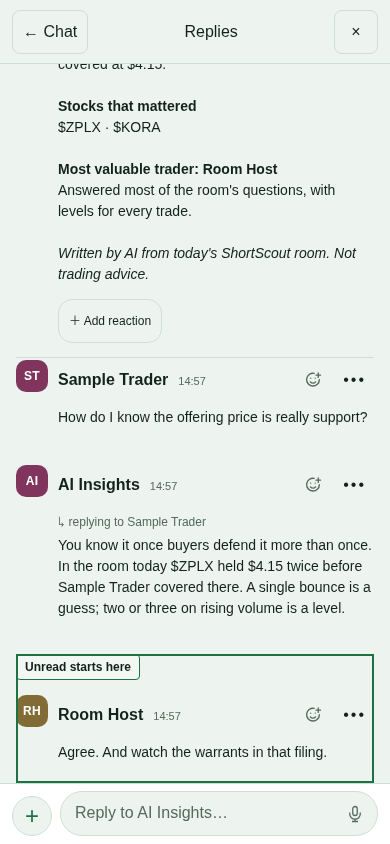 ← Chat
Replies
×
covered at $4.15.
Stocks that mattered
$ZPLX · $KORA
Most valuable trader: Room Host
Answered most of the room's questions, with
levels for every trade.
Written by AI from today's ShortScout room. Not
trading advice.
+ Add reaction
ST
Sample Trader 14:57
•••
How do I know the offering price is really support?
AI
AI Insights 14:57
•••
↳ replying to Sample Trader
You know it once buyers defend it more than once.
In the room today $ZPLX held $4.15 twice before
Sample Trader covered there. A single bounce is a
guess; two or three on rising volume is a level.
Unread starts here
RH
Room Host 14:57
•••
Agree. And watch the warrants in that filing.
+
Reply to AI Insights…